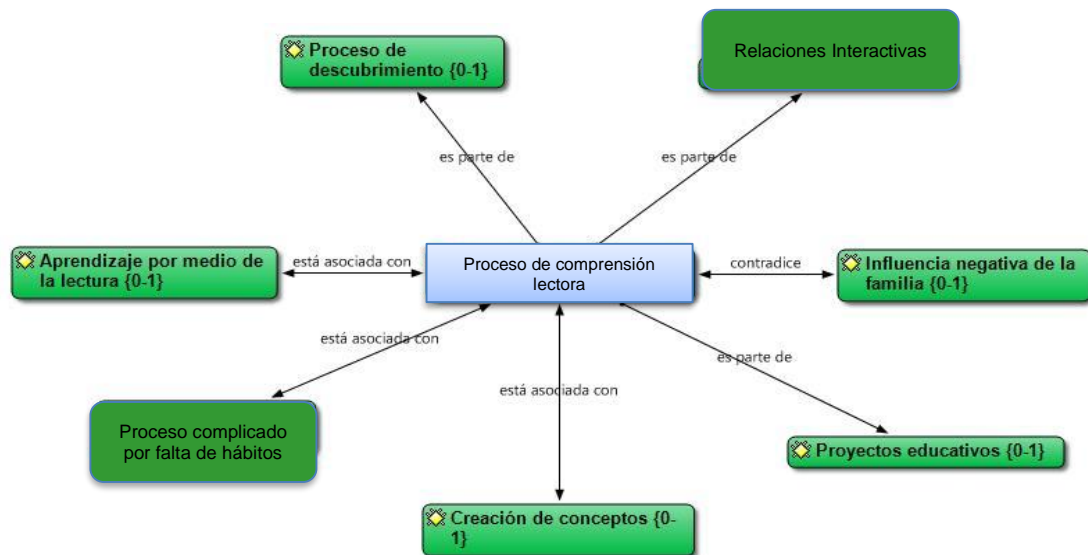 Proceso de
descubrimiento {0-1}
Relaciones Interactivas
es parte de
es parte de
Aprendizaje por medio de
la lectura {0-1}
está asociada con
Proceso de comprensión
lectora
contradice
Influencia negativa de la
familia {0-1}
está asociada con
es parte de
está asociada con
Proceso complicado
por falta de hábitos
Proyectos educativos {0-1}
Creación de conceptos {0-
1}